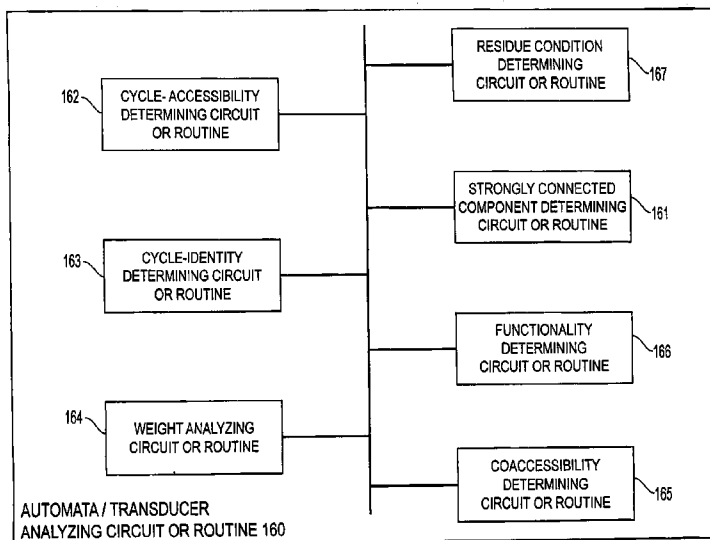 RESIDUE CONDITION
DETERMINING
CIRCUIT OR ROUTINE
167
162
CYCLE- ACCESSIBILITY
DETERMINING CIRCUIT
OR ROUTINE
STRONGLY CONNECTED
COMPONENT DETERMINING
CIRCUIT OR ROUTINE
161
163
CYCLE-IDENTITY
DETERMINING CIRCUIT
OR ROUTINE
FUNCTIONALITY
DETERMINING
CIRCUIT OR ROUTINE
166
164
WEIGHT ANALYZING
CIRCUIT OR ROUTINE
COACCESSIBILITY
DETERMINING
CIRCUIT OR ROUTINE
165
AUTOMATA / TRANSDUCER
ANALYZING CIRCUIT OR ROUTINE 160